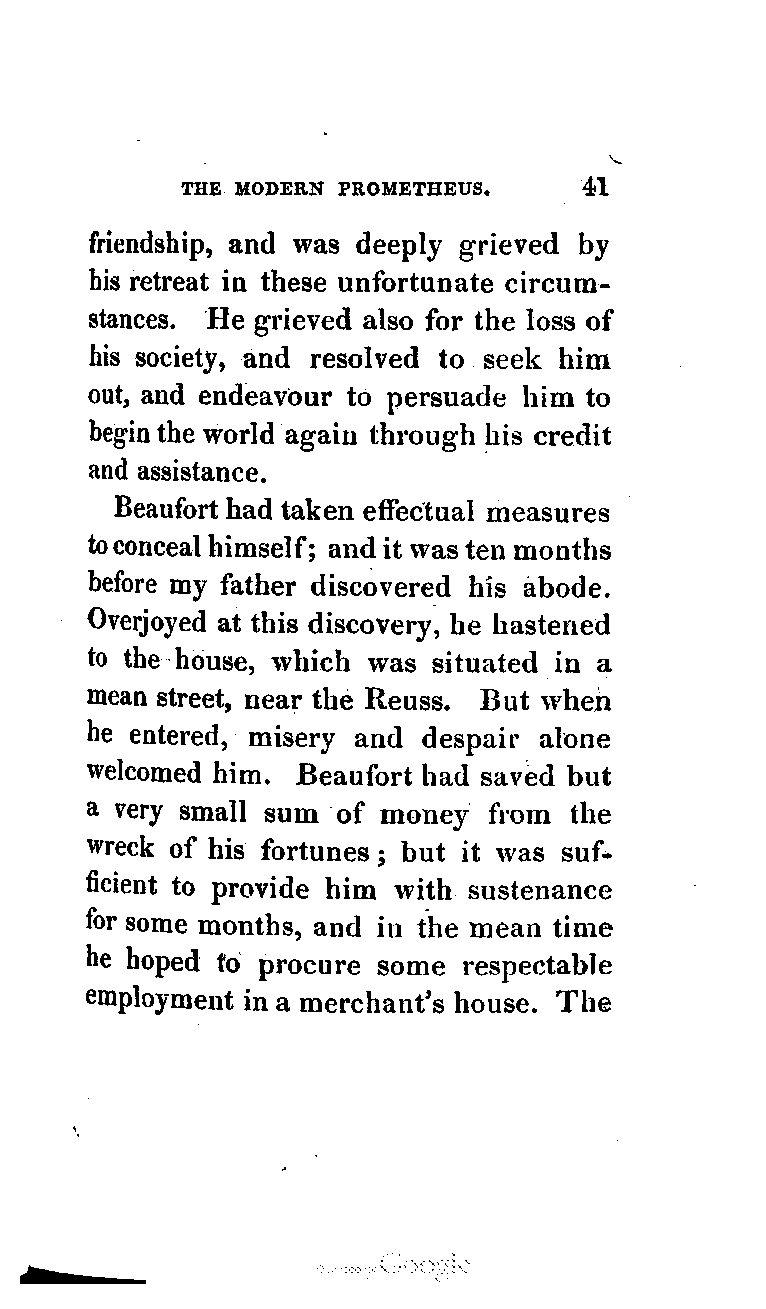 THE MODERN PROMETHEUS. 41
friendship, and was deeply grieved by
his retreat in these unfortunate circum-
stances. He grieved also for the loss of
his society, and resolved to seek him
out, and endeavour to persuade him to
begin the world again through his credit
and assistance.
Beaufort had taken effectual measures
to conceal himself; and it was ten months
before my father discovered his abode.
Overjoyed at this discovery, he hastened
to the house, which was situated in a
mean street, near the Reuss. But when
he entered, misery and despair alone
welcomed him. Beaufort had saved but
a very small sum of money from the
wreck of his fortunes; but it was suf-
ficient to provide him with sustenance
for some months, and in the mean time
he hoped to procure some respectable
employment in a merchant's house. The
Google